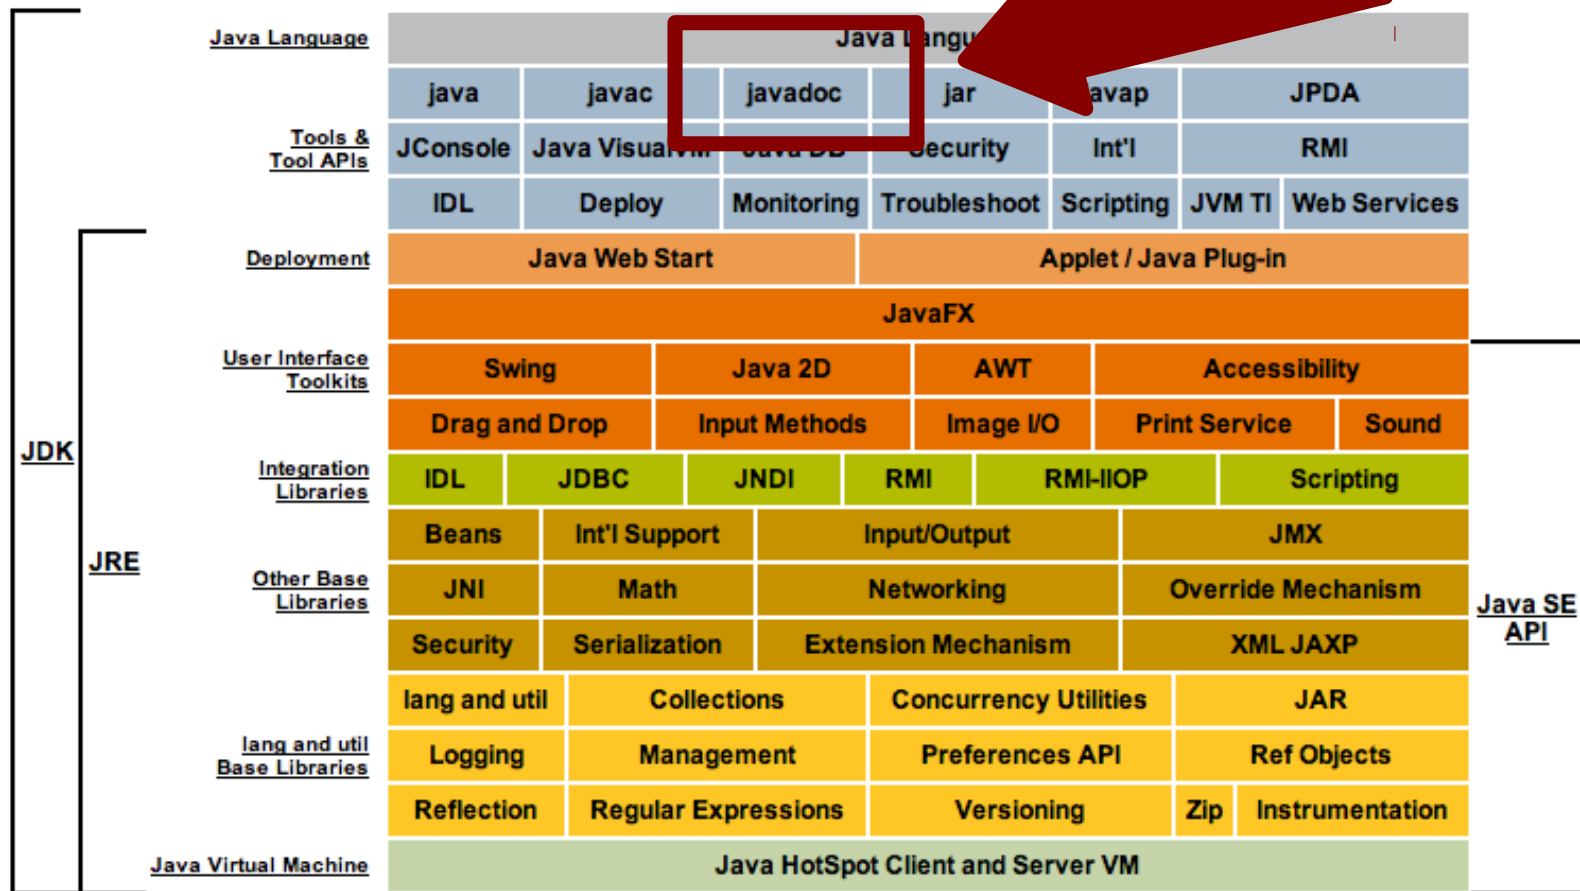 Java Language
Java Langu
java javac javadoc jar avap JPDA
Tools &
Tool APIs
JConsole Java VisualVM Java DB Security Int'l RMI
IDL Deploy Monitoring Troubleshoot Scripting JVM TI Web Services
Deployment
Java Web Start Applet / Java Plug-in
JavaFX
User Interface
Toolkits
Swing Java 2D AWT Accessibility
Drag and Drop Input Methods Image I/O Print Service Sound
JDK
Integration
Libraries
IDL JDBC JNDI RMI RMI-IIOP Scripting
Beans Int'l Support Input/Output JMX
JRE
Other Base
Libraries
JNI Math Networking Override Mechanism
Java SE
API
Security Serialization Extension Mechanism XML JAXP
lang and util Collections Concurrency Utilities JAR
lang and util
Base Libraries
Logging Management Preferences API Ref Objects
Reflection Regular Expressions Versioning Zip Instrumentation
Java Virtual Machine
Java HotSpot Client and Server VM